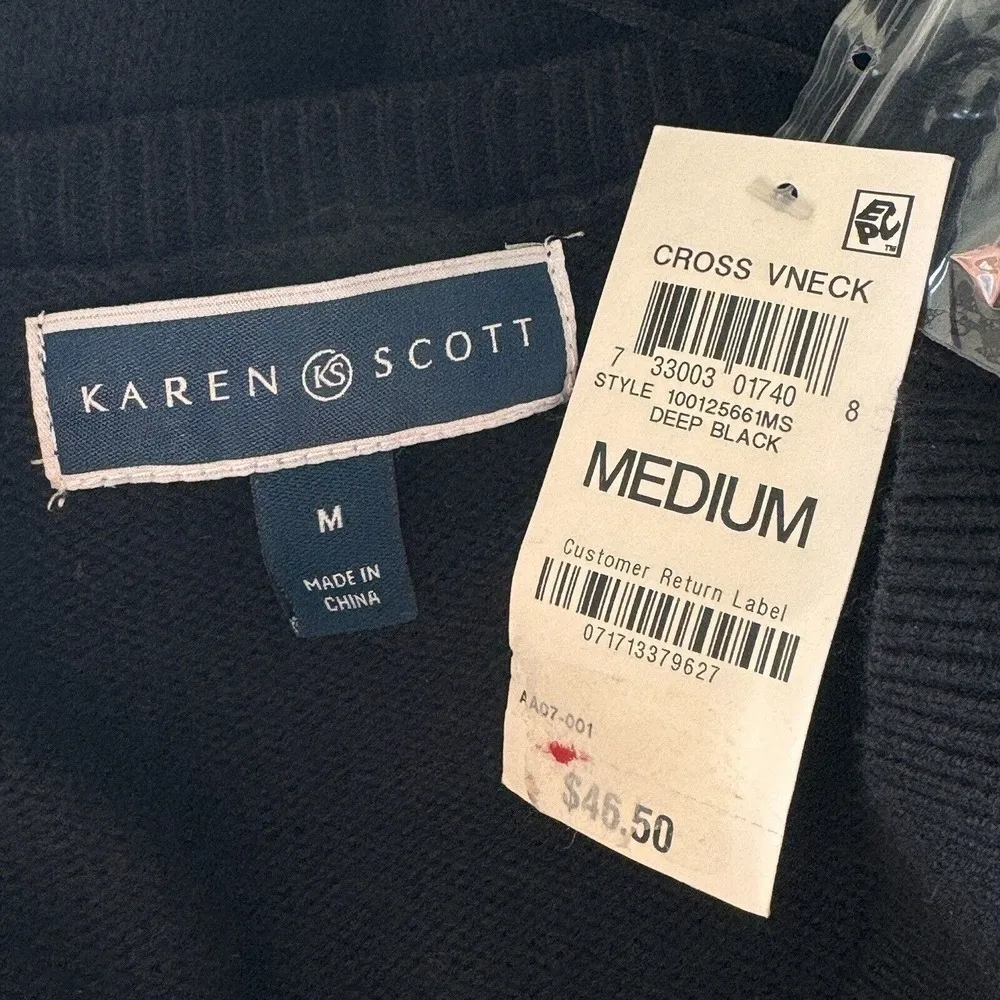 KAREN KS SCOTT
M
MADE IN
CHINA
CROSS VNECK
7 33003 01740 8
STYLE 100125661MS
DEEP BLACK
MEDIUM
Customer Return Label
071713379627
AA07-001
$46.50